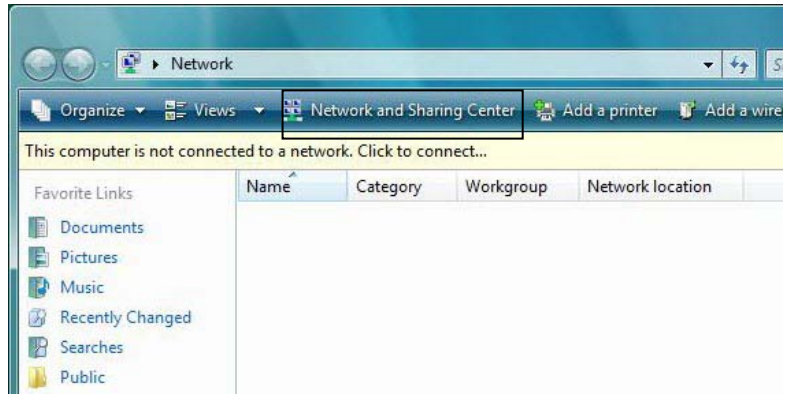 Network
Organize Views Network and Sharing Center Add a printer Add a wire
This computer is not connected to a network. Click to connect...
Favorite Links
Name Category Workgroup Network location
Documents
Pictures
Music
Recently Changed
Searches
Public